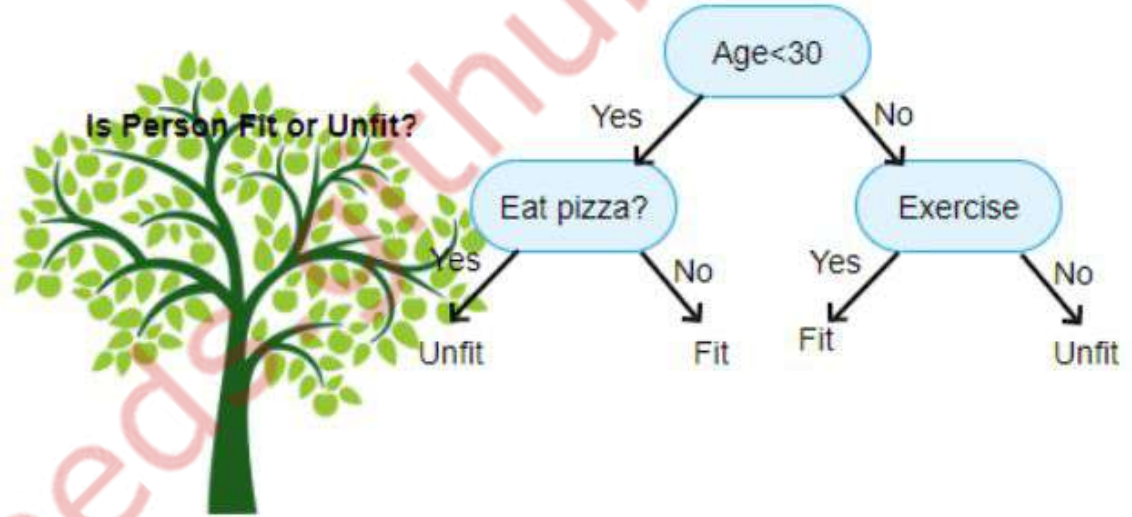 Age<30
Is Person Fit or Unfit?
Yes
No
Eat pizza?
Exercise
Yes
No
Yes
No
Unfit
Fit
Fit
Unfit